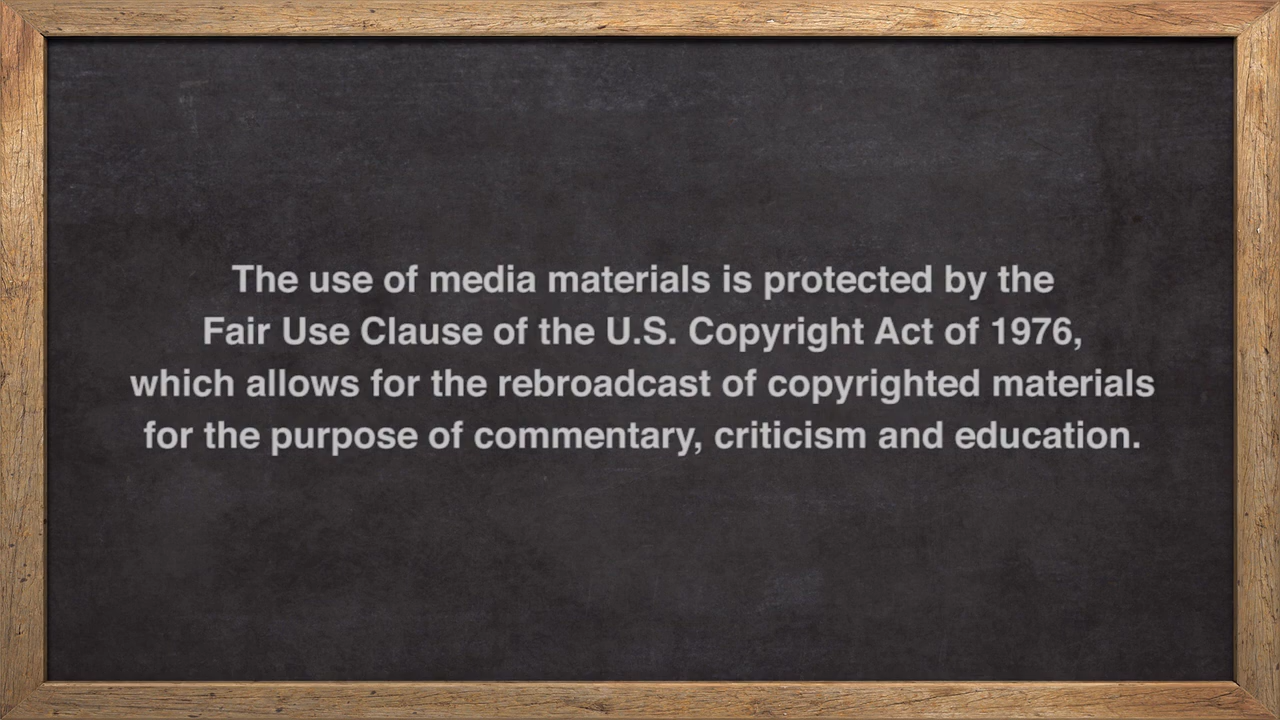 The use of media materials is protected by the
Fair Use Clause of the U.S. Copyright Act of 1976,
which allows for the rebroadcast of copyrighted materials
for the purpose of commentary, criticism and education.